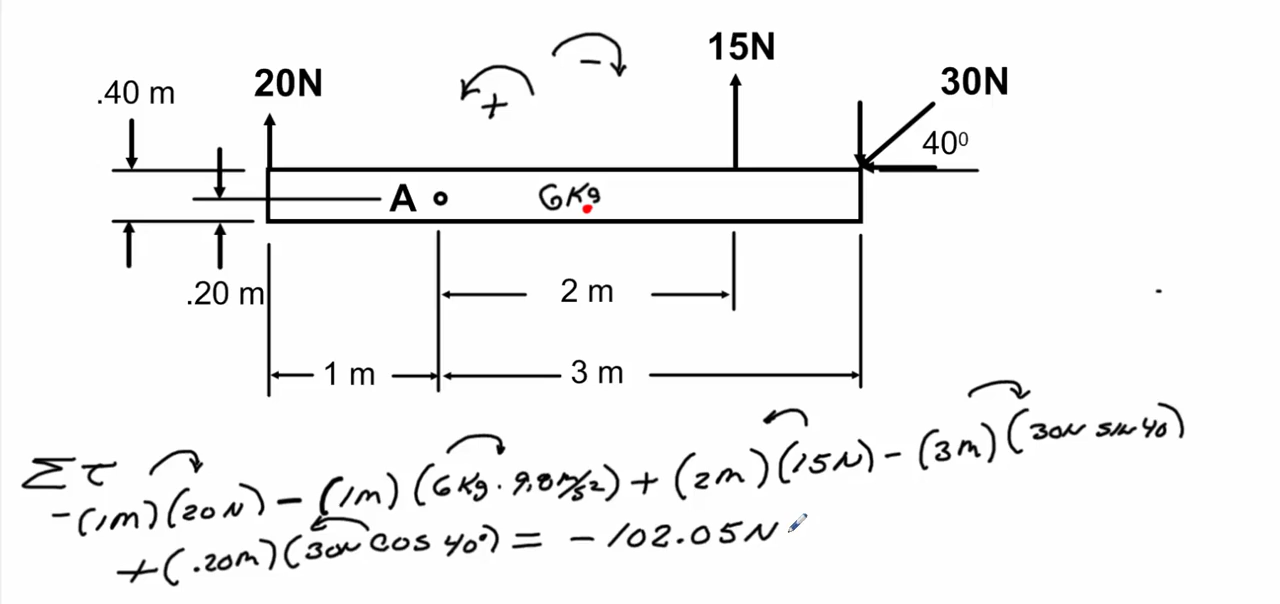 15N
20N
−
30N
.40 m
+
40⁰
A
6Kg
2 m
.20 m
1 m
3 m
Στ
-(1m)(20N) - (1m)(6Kg · 9.8m/s2) + (2m)(15N) - (3m)(30N sin 40)
+(.20m)(30N cos 40°) = -102.05N